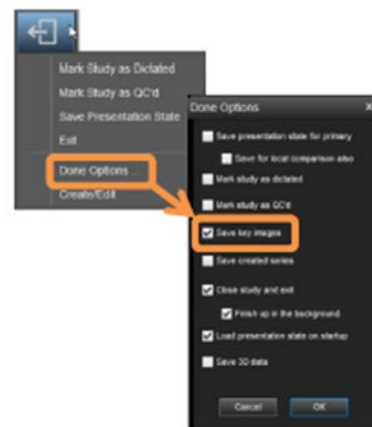 Mark Study as Dictated
Mark Study as QC'd
Save Presentation State
Exit
Done Options ...
Create/Edit
Done Options x
Save presentation state for primary
Save for local comparison also
Mark study as dictated
Mark study as QC'd
Save key images
Save created series
Close study and exit
Finish up in the background
Load presentation state on startup
Save 3D data
Cancel OK